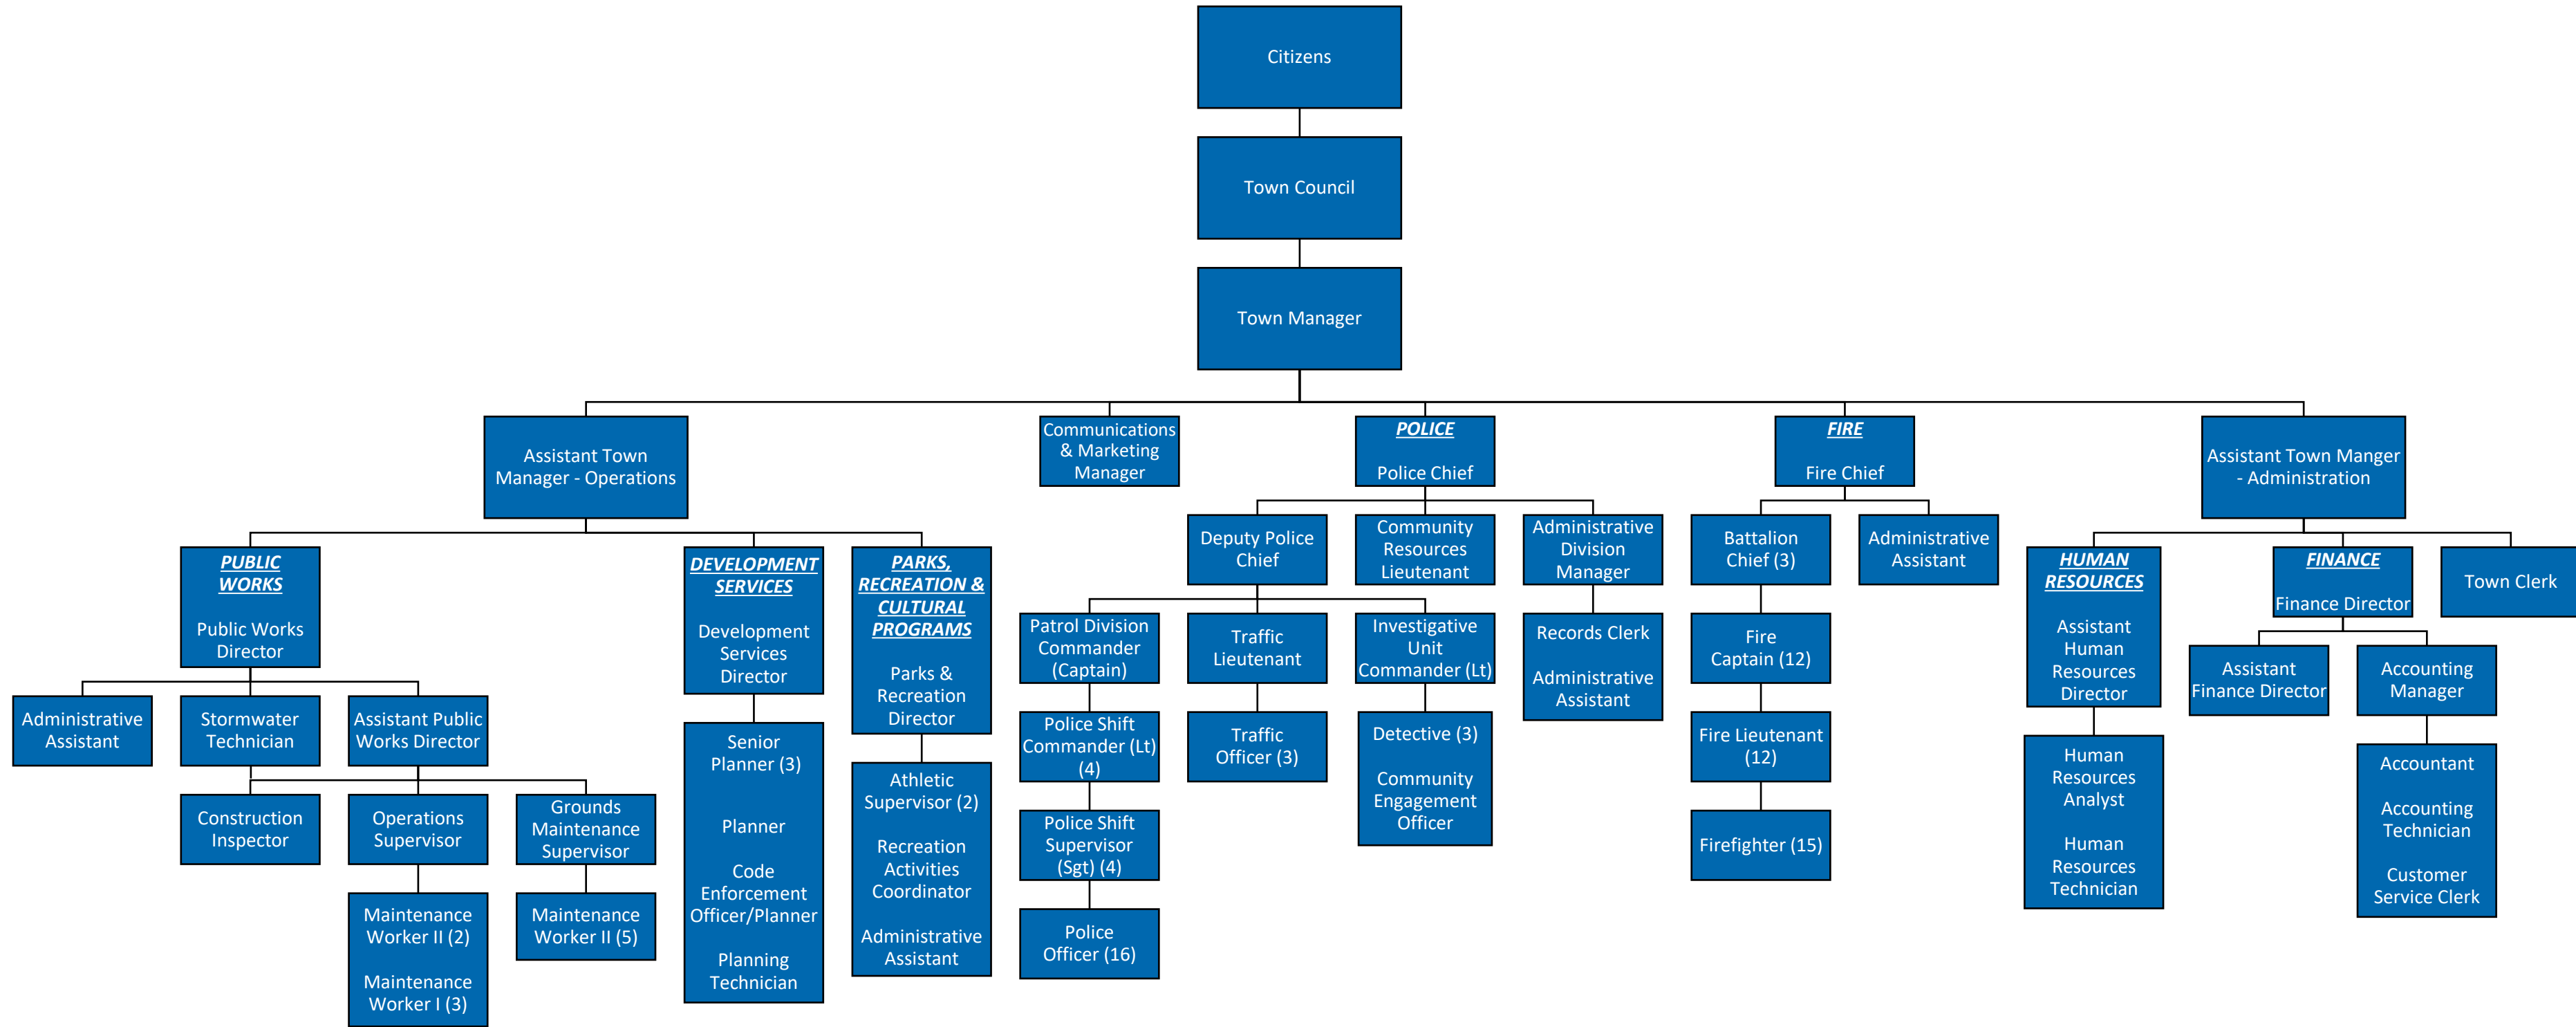 Citizens
Town Council
Town Manager
Assistant Town
Manager - Operations
Communications
& Marketing
Manager
POLICE
Police Chief
FIRE
Fire Chief
Assistant Town Manger
- Administration
PUBLIC
WORKS
Public Works
Director
DEVELOPMENT
SERVICES
Development
Services
Director
PARKS,
RECREATION &
CULTURAL
PROGRAMS
Parks &
Recreation
Director
Deputy Police
Chief
Community
Resources
Lieutenant
Administrative
Division
Manager
Battalion
Chief (3)
Administrative
Assistant
HUMAN
RESOURCES
Assistant
Human
Resources
Director
FINANCE
Finance Director
Town Clerk
Administrative
Assistant
Stormwater
Technician
Assistant Public
Works Director
Senior
Planner (3)
Planner
Code
Enforcement
Officer/Planner
Planning
Technician
Athletic
Supervisor (2)
Recreation
Activities
Coordinator
Administrative
Assistant
Patrol Division
Commander
(Captain)
Traffic
Lieutenant
Investigative
Unit
Commander (Lt)
Records Clerk
Administrative
Assistant
Fire
Captain (12)
Human
Resources
Analyst
Human
Resources
Technician
Assistant
Finance Director
Accounting
Manager
Construction
Inspector
Operations
Supervisor
Grounds
Maintenance
Supervisor
Police Shift
Commander (Lt)
(4)
Traffic
Officer (3)
Detective (3)
Community
Engagement
Officer
Fire Lieutenant
(12)
Accountant
Accounting
Technician
Customer
Service Clerk
Maintenance
Worker II (2)
Maintenance
Worker I (3)
Maintenance
Worker II (5)
Police Shift
Supervisor
(Sgt) (4)
Firefighter (15)
Police
Officer (16)